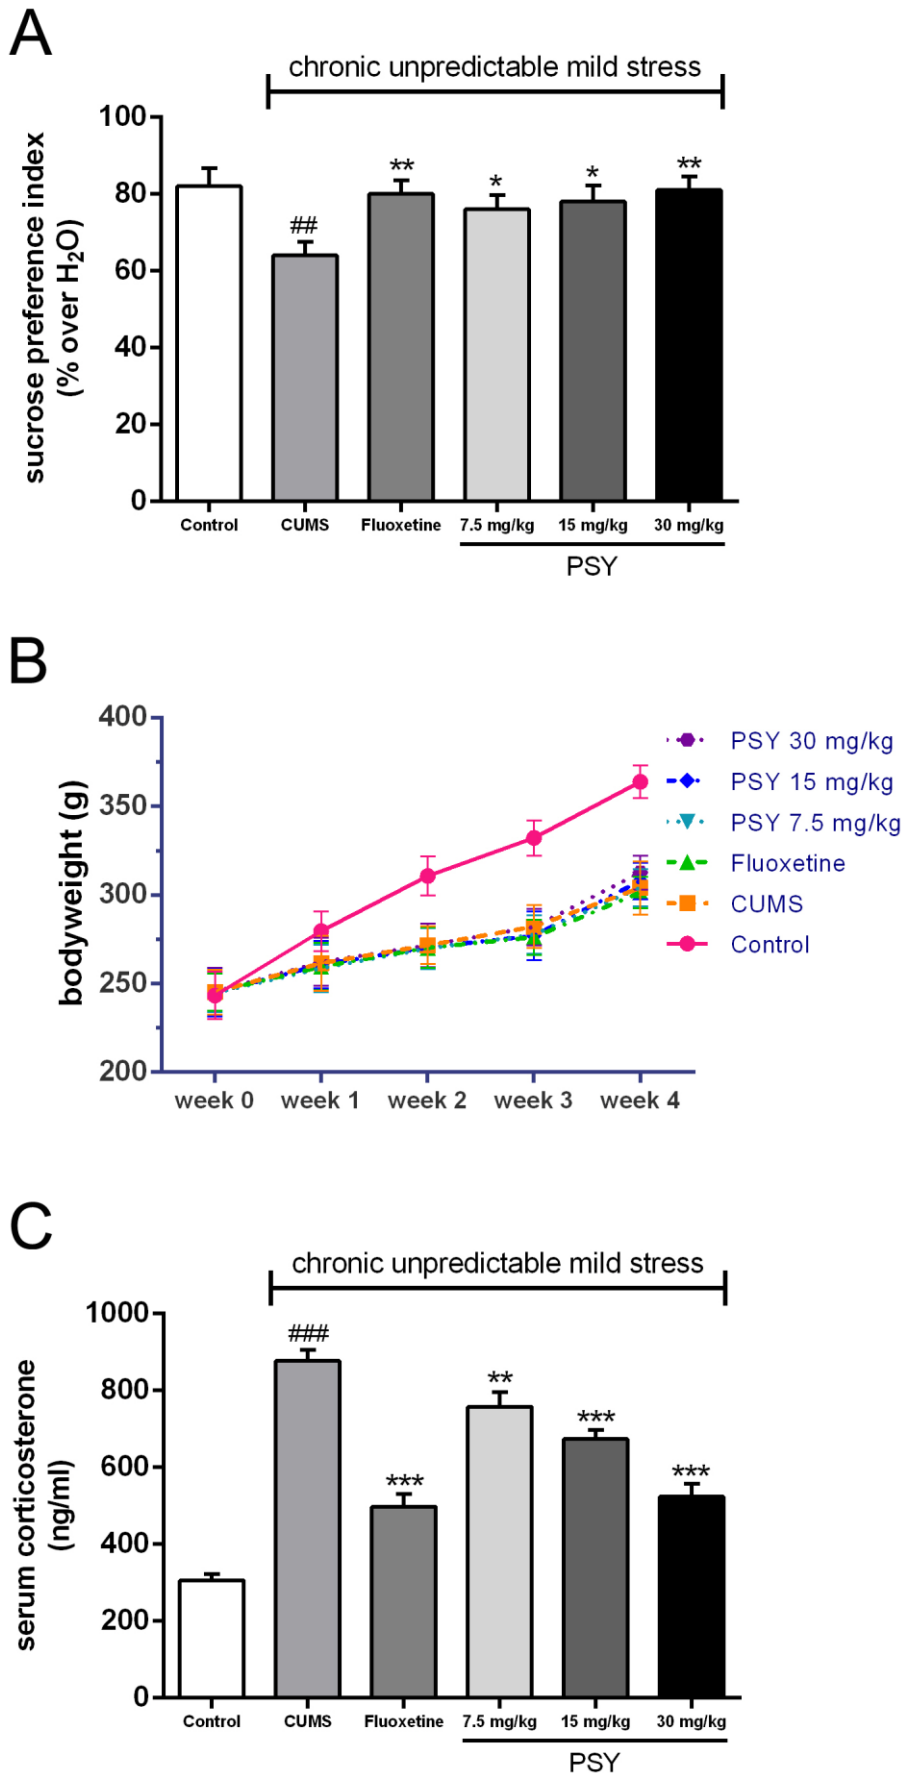 A
chronic unpredictable mild stress
sucrose preference index
(% over H₂O)
100
80
60
40
20
0
##
**
*
*
**
Control CUMS Fluoxetine 7.5 mg/kg 15 mg/kg 30 mg/kg
PSY
B
bodyweight (g)
400
350
300
250
200
week 0 week 1 week 2 week 3 week 4
PSY 30 mg/kg
PSY 15 mg/kg
PSY 7.5 mg/kg
Fluoxetine
CUMS
Control
C
chronic unpredictable mild stress
serum corticosterone
(ng/ml)
1000
800
600
400
200
0
###
***
**
***
***
Control CUMS Fluoxetine 7.5 mg/kg 15 mg/kg 30 mg/kg
PSY